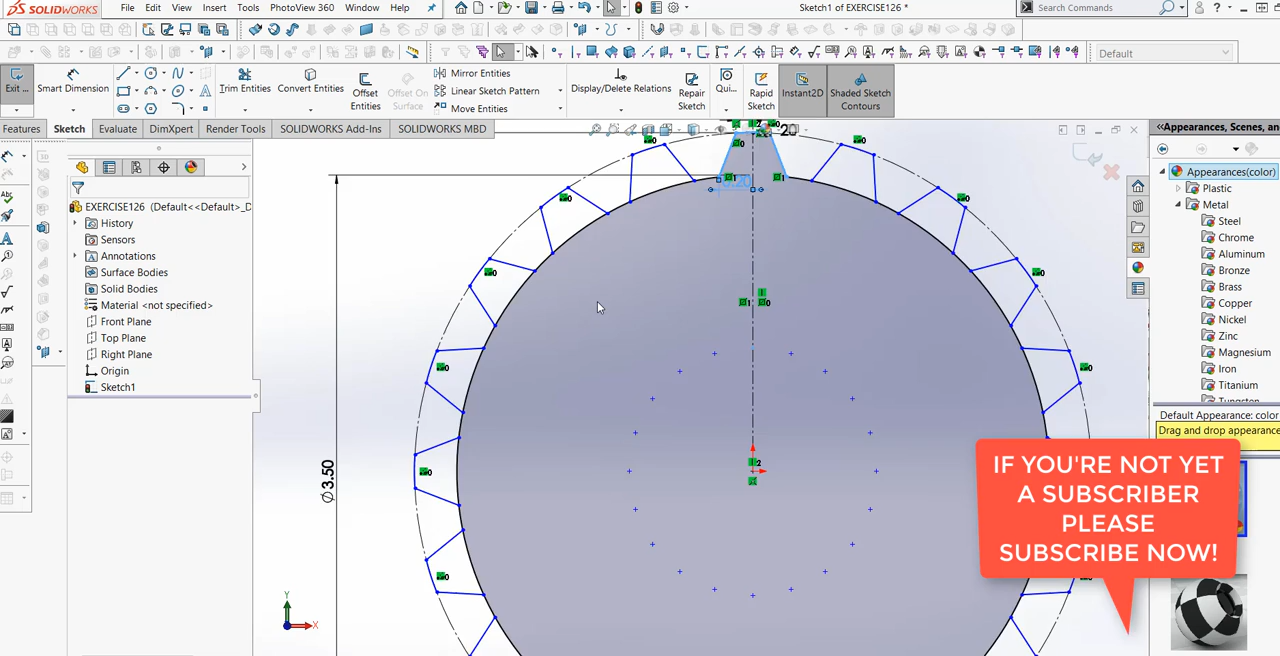 SOLIDWORKS
File Edit View Insert Tools PhotoView 360 Window Help
Sketch1 of EXERCISE126 *
Search Commands
Default
Exit ...
Smart Dimension
Trim Entities
Convert Entities
Offset Entities
Offset On Surface
Mirror Entities
Linear Sketch Pattern
Move Entities
Display/Delete Relations
Repair Sketch
Qui...
Rapid Sketch
Instant2D
Shaded Sketch Contours
Features Sketch Evaluate DimXpert Render Tools SOLIDWORKS Add-Ins SOLIDWORKS MBD
<<Appearances, Scenes, an
EXERCISE126 (Default<<Default>_D
History
Sensors
Annotations
Surface Bodies
Solid Bodies
Material <not specified>
Front Plane
Top Plane
Right Plane
Origin
Sketch1
Appearances(color)
Plastic
Metal
Steel
Chrome
Aluminum
Bronze
Brass
Copper
Nickel
Zinc
Magnesium
Iron
Titanium
Tungsten
Default Appearance: color
Drag and drop appearance
∅3.50
0.20
Y
X
IF YOU'RE NOT YET
A SUBSCRIBER
PLEASE
SUBSCRIBE NOW!